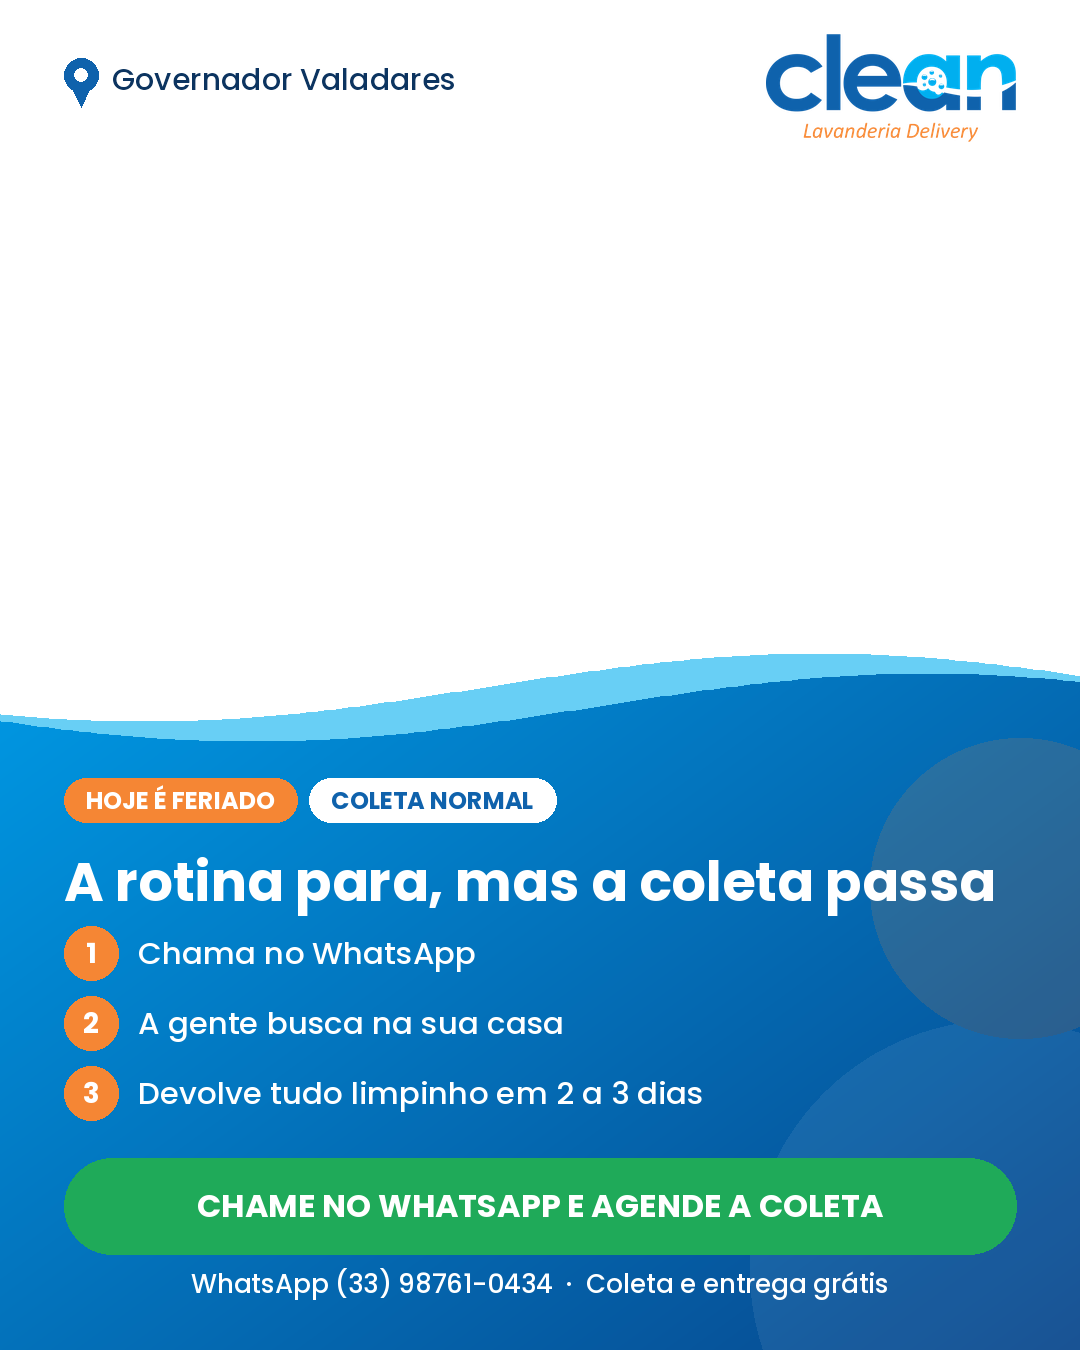 Governador Valadares
clean
Lavanderia Delivery
HOJE É FERIADO
COLETA NORMAL
A rotina para, mas a coleta passa
1 Chama no WhatsApp
2 A gente busca na sua casa
3 Devolve tudo limpinho em 2 a 3 dias
CHAME NO WHATSAPP E AGENDE A COLETA
WhatsApp (33) 98761-0434 · Coleta e entrega grátis